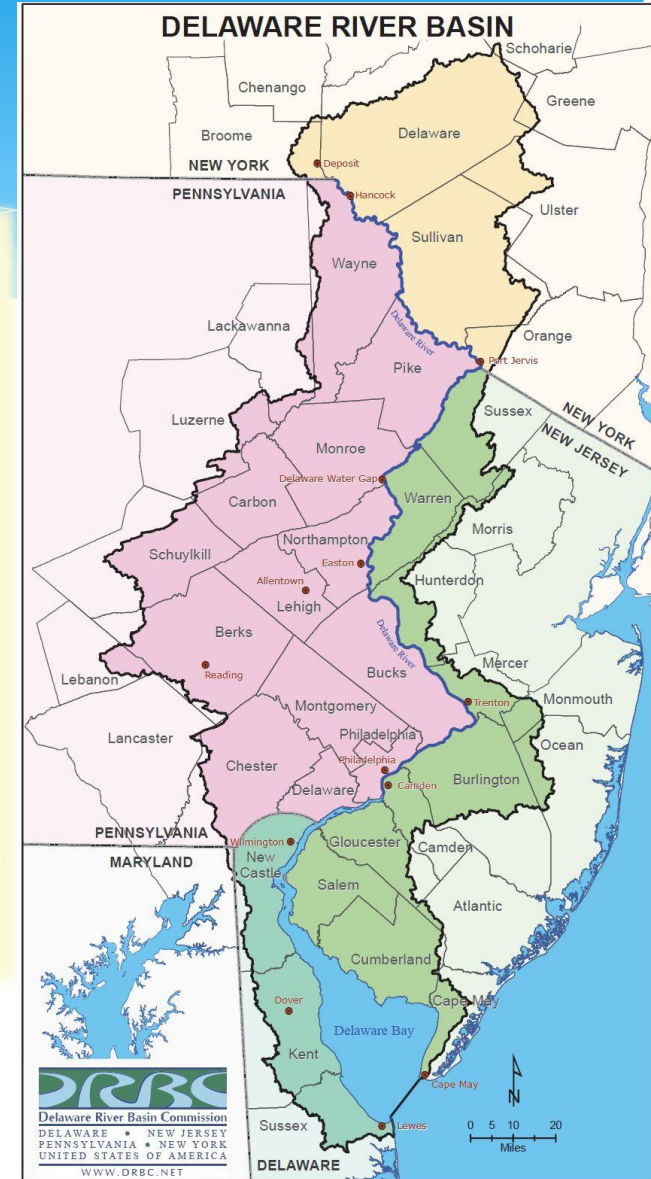 DELAWARE RIVER BASIN
Schoharie
Chenango
Greene
Broome
Delaware
NEW YORK
Deposit
PENNSYLVANIA
Hancock
Ulster
Sullivan
Wayne
Delaware River
Lackawanna
Orange
Port Jervis
Pike
Luzerne
Sussex
NEW YORK
NEW JERSEY
Monroe
Delaware Water Gap
Warren
Carbon
Morris
Northampton
Schuylkill
Easton
Hunterdon
Allentown
Lehigh
Berks
Delaware River
Mercer
Reading
Bucks
Lebanon
Trenton
Monmouth
Montgomery
Lancaster
Philadelphia
Ocean
Philadelphia
Chester
Burlington
Camden
Delaware
PENNSYLVANIA
Wilmington
Gloucester
Camden
MARYLAND
New
Castle
Salem
Atlantic
Cumberland
Cape May
Dover
Delaware Bay
Kent
Cape May
N
DRBC
Delaware River Basin Commission
DELAWARE • NEW JERSEY
PENNSYLVANIA • NEW YORK
UNITED STATES OF AMERICA
WWW.DRBC.NET
Sussex
Lewes
0 5 10 20
Miles
DELAWARE